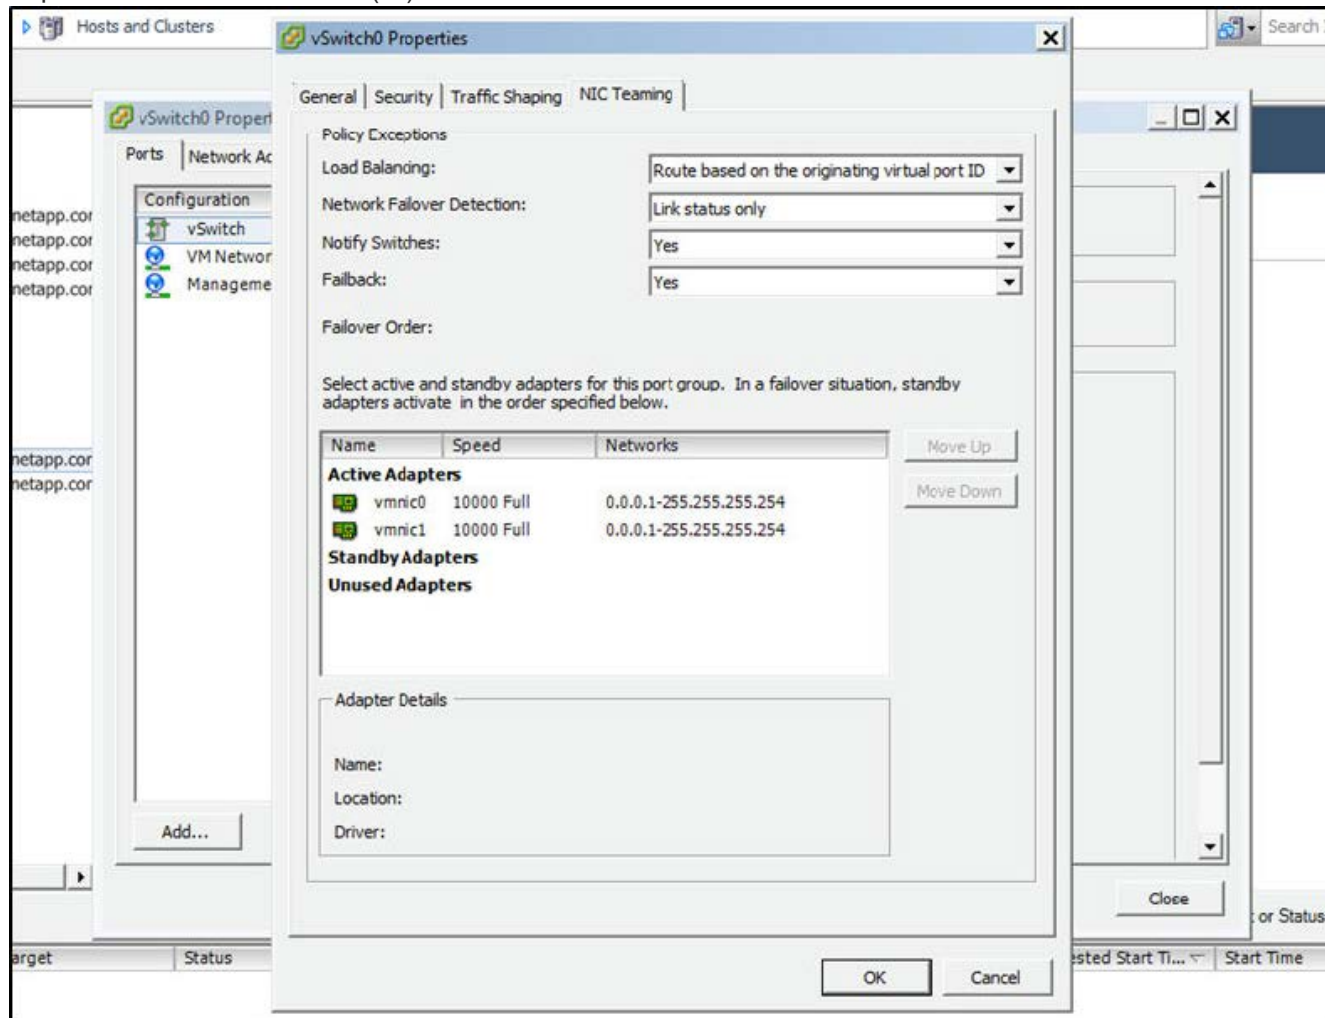 Hosts and Clusters
Search
vSwitch0 Properties
General
Security
Traffic Shaping
NIC Teaming
vSwitch0 Proper
Ports
Network Ad
Configuration
vSwitch
VM Networ
Manageme
netapp.cor
netapp.cor
netapp.cor
netapp.cor
netapp.cor
netapp.cor
Policy Exceptions
Load Balancing:
Route based on the originating virtual port ID
Network Failover Detection:
Link status only
Notify Switches:
Yes
Failback:
Yes
Failover Order:
Select active and standby adapters for this port group. In a failover situation, standby
adapters activate in the order specified below.
Name Speed Networks
Active Adapters
vmnic0 10000 Full 0.0.0.1-255.255.255.254
vmnic1 10000 Full 0.0.0.1-255.255.255.254
Standby Adapters
Unused Adapters
Move Up
Move Down
Adapter Details
Name:
Location:
Driver:
Add...
Close
or Status
OK
Cancel
arget
Status
ested Start Ti...
Start Time